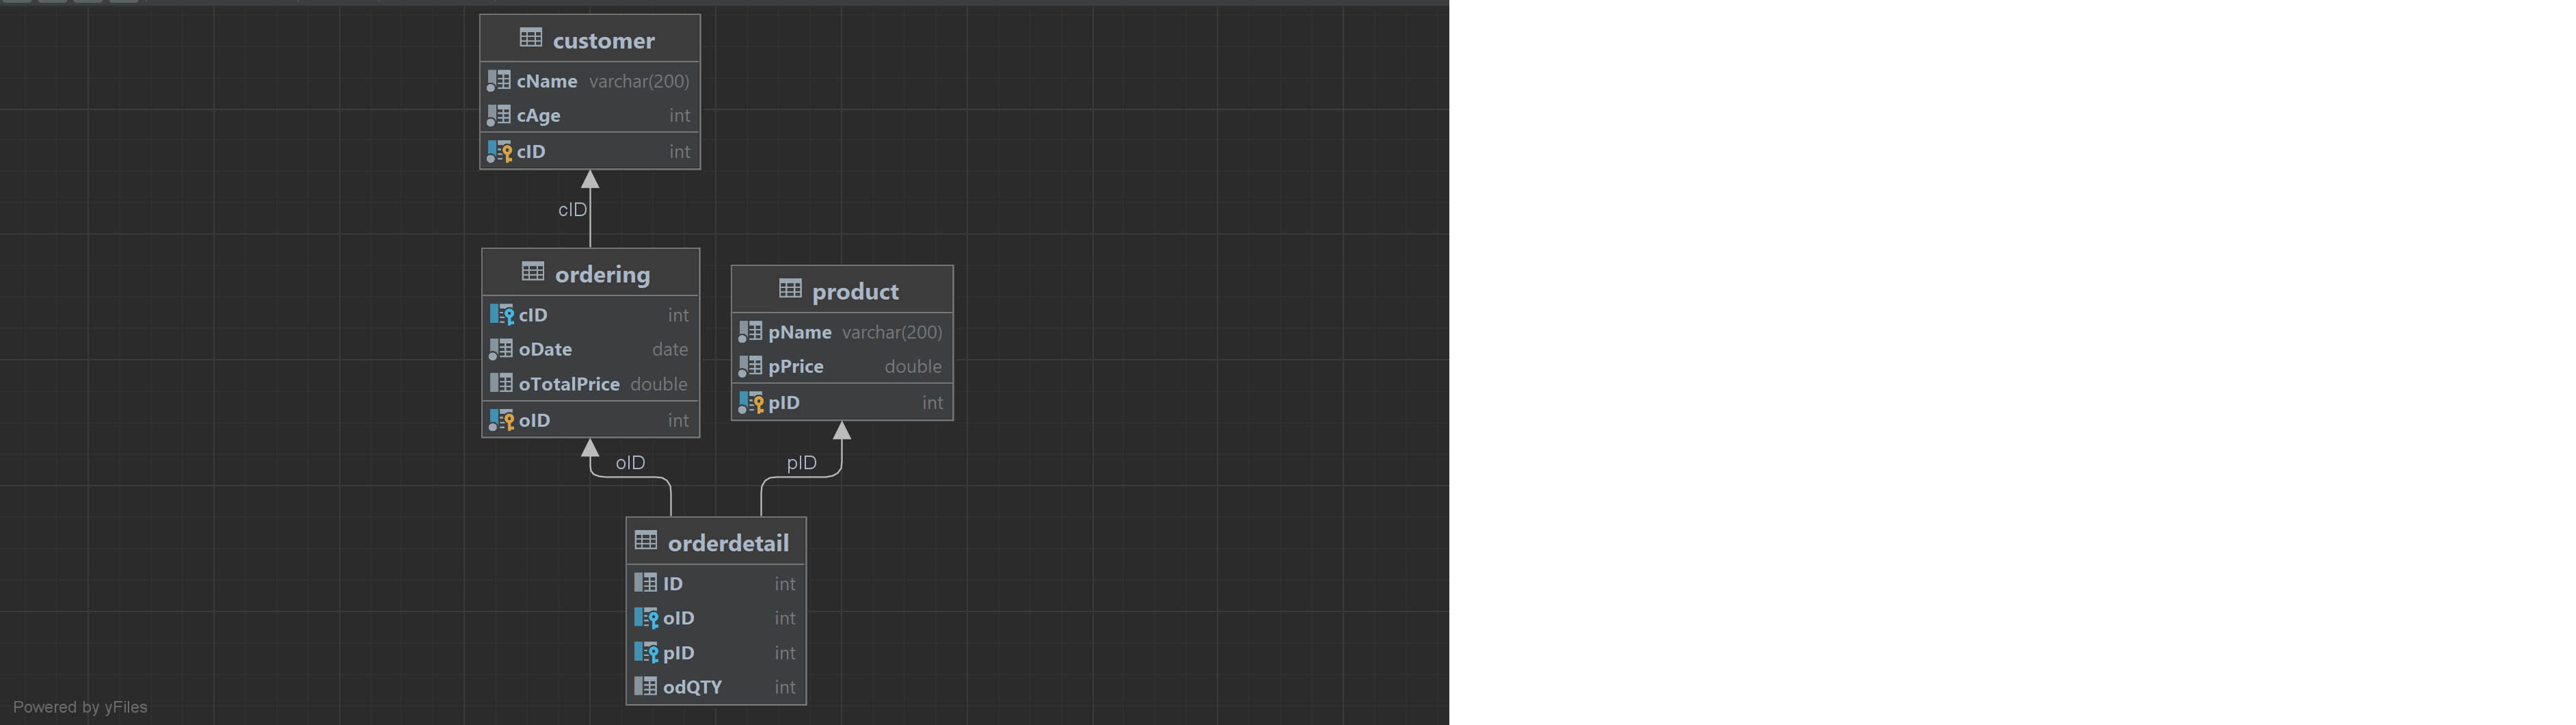 customer
cName varchar(200)
cAge int
cID int
cID
ordering
cID int
oDate date
oTotalPrice double
oID int
product
pName varchar(200)
pPrice double
pID int
oID
pID
orderdetail
ID int
oID int
pID int
odQTY int
Powered by yFiles